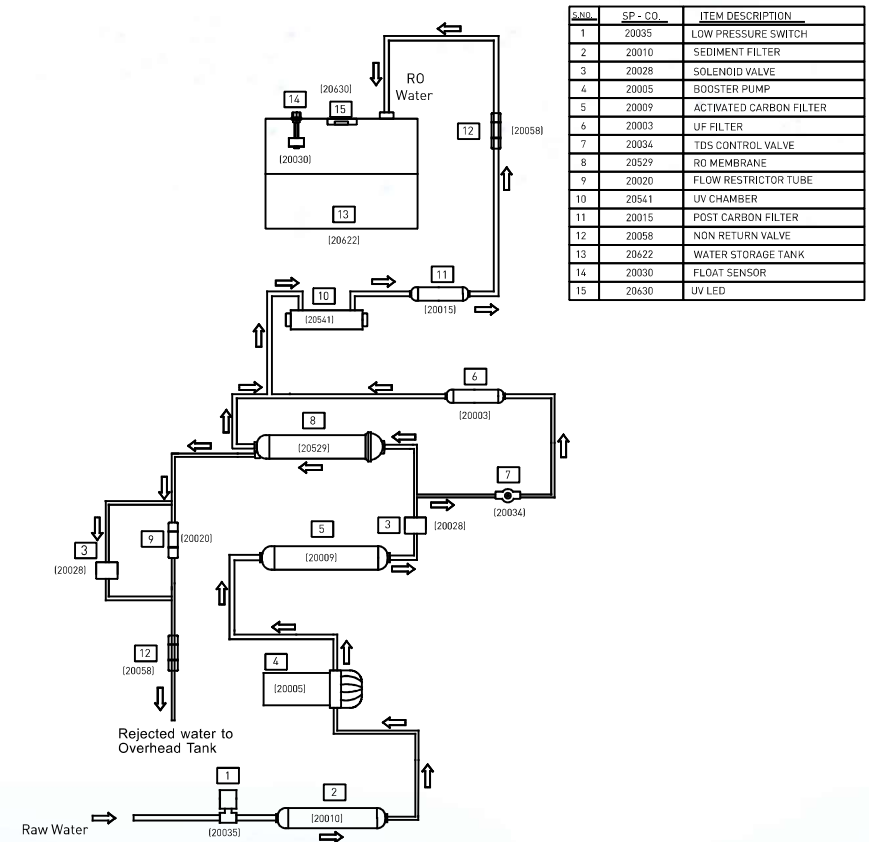 S.NO. SP - CO. ITEM DESCRIPTION
1 20035 LOW PRESSURE SWITCH
2 20010 SEDIMENT FILTER
3 20028 SOLENOID VALVE
4 20005 BOOSTER PUMP
5 20009 ACTIVATED CARBON FILTER
6 20003 UF FILTER
7 20034 TDS CONTROL VALVE
8 20529 RO MEMBRANE
9 20020 FLOW RESTRICTOR TUBE
10 20541 UV CHAMBER
11 20015 POST CARBON FILTER
12 20058 NON RETURN VALVE
13 20622 WATER STORAGE TANK
14 20030 FLOAT SENSOR
15 20630 UV LED
RO
Water
(20630)
14
15
12
(20058)
(20030)
13
(20622)
11
10
(20015)
(20541)
6
(20003)
8
(20529)
7
(20034)
5
3
(20028)
9
(20020)
3
(20009)
(20028)
12
(20058)
4
(20005)
Rejected water to
Overhead Tank
1
2
(20010)
Raw Water
(20035)